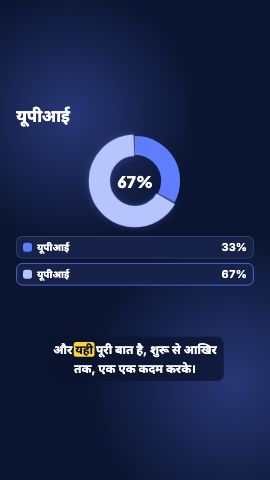 यूपीआई
67%
यूपीआई 33%
यूपीआई 67%
और यही पूरी बात है, शुरू से आखिर
तक, एक एक कदम करके।